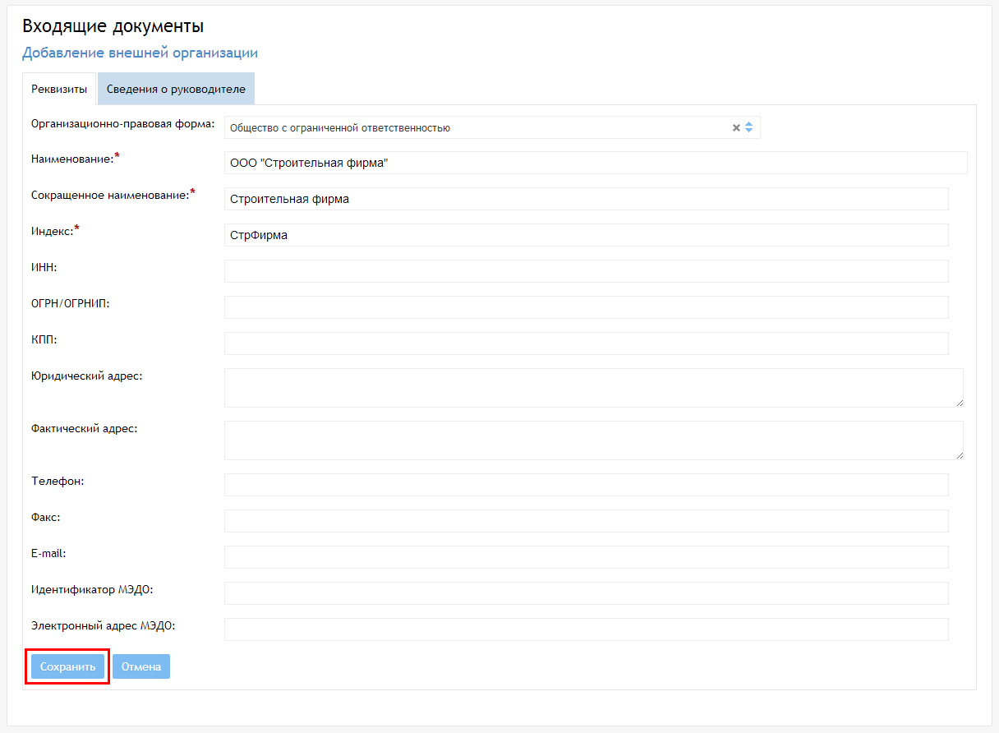 Входящие документы
Добавление внешней организации
Реквизиты Сведения о руководителе
Организационно-правовая форма: Общество с ограниченной ответственностью
Наименование:* ООО "Строительная фирма"
Сокращенное наименование:* Строительная фирма
Индекс:* СтрФирма
ИНН:
ОГРН/ОГРНИП:
КПП:
Юридический адрес:
Фактический адрес:
Телефон:
Факс:
E-mail:
Идентификатор МЭДО:
Электронный адрес МЭДО:
Сохранить Отмена